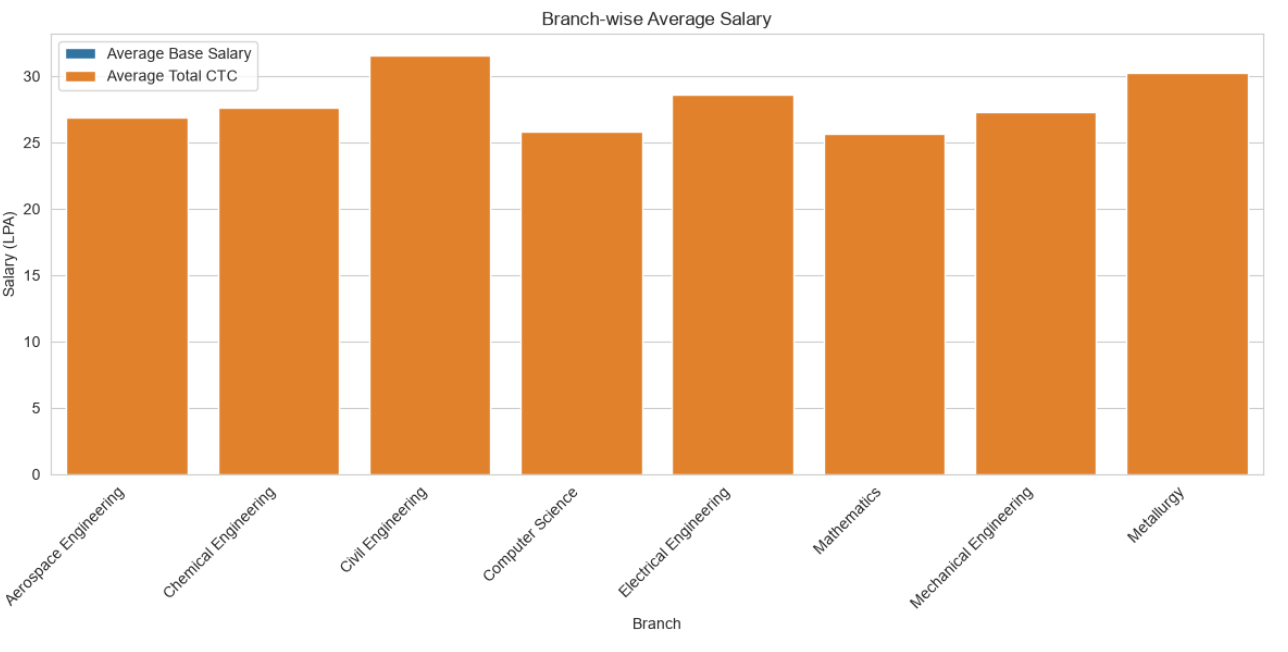 Branch-wise Average Salary
Average Base Salary
Average Total CTC
Salary (LPA)
30
25
20
15
10
5
0
Aerospace Engineering
Chemical Engineering
Civil Engineering
Computer Science
Electrical Engineering
Mathematics
Mechanical Engineering
Metallurgy
Branch